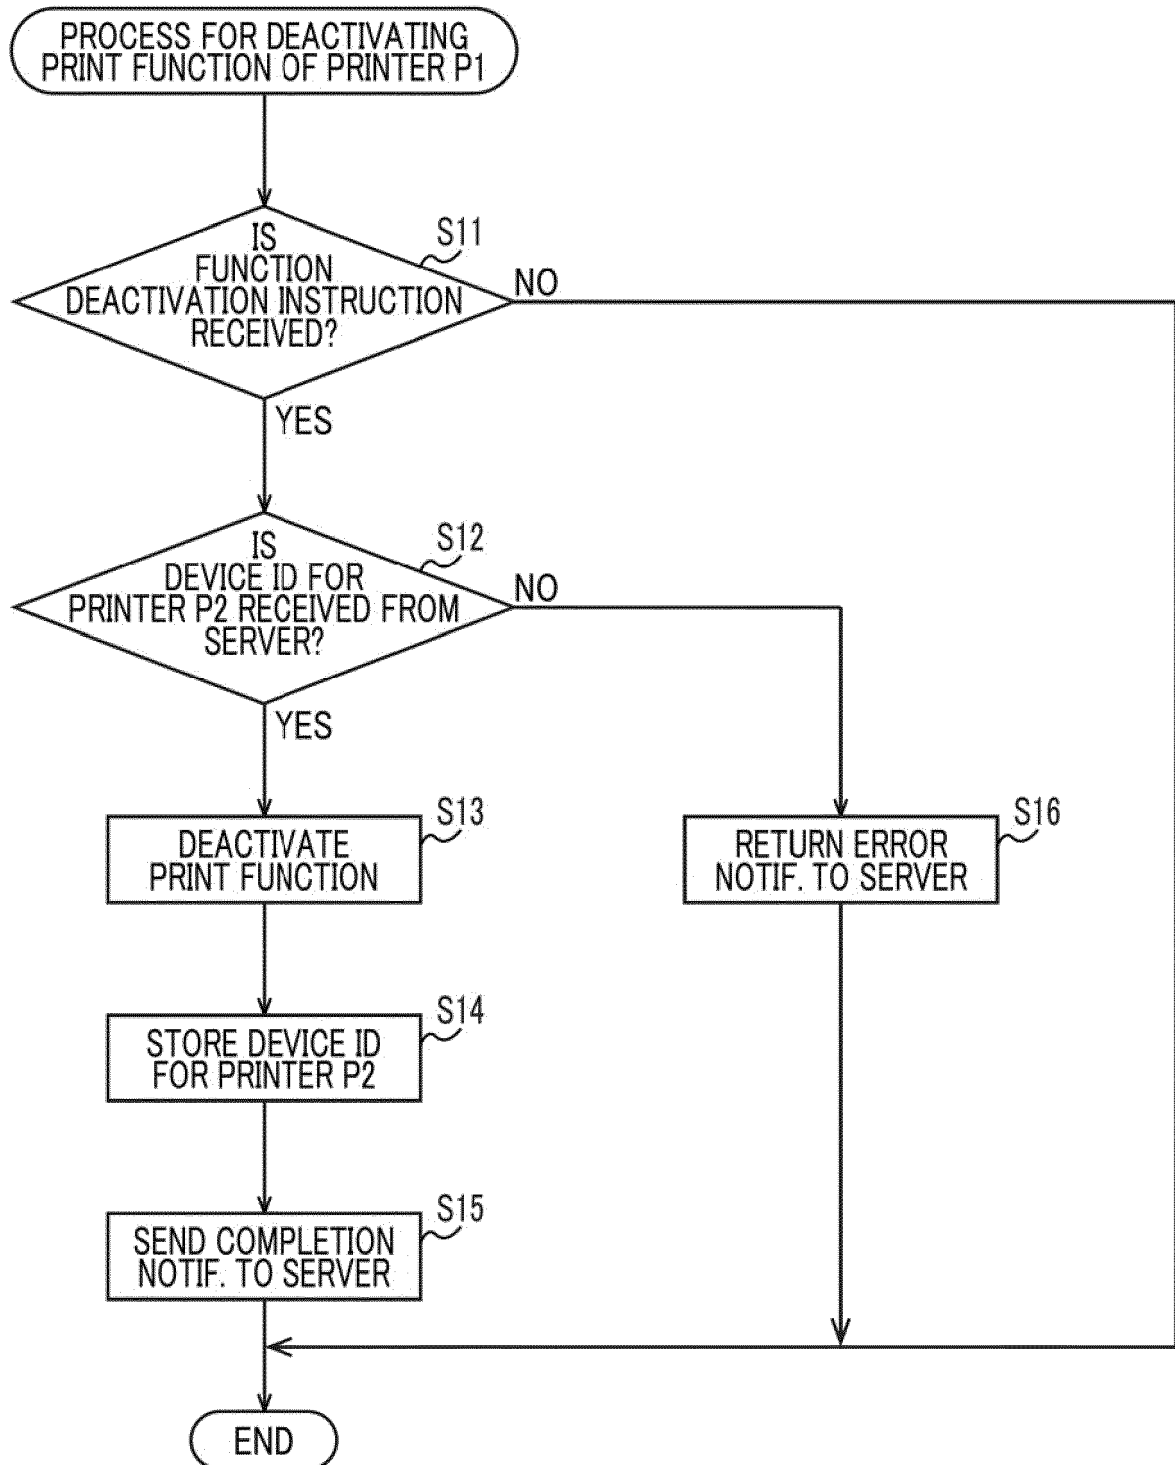 PROCESS FOR DEACTIVATING
PRINT FUNCTION OF PRINTER P1
S11
IS
FUNCTION
DEACTIVATION INSTRUCTION
RECEIVED?
NO
YES
S12
IS
DEVICE ID FOR
PRINTER P2 RECEIVED FROM
SERVER?
NO
YES
S13
DEACTIVATE
PRINT FUNCTION
S16
RETURN ERROR
NOTIF. TO SERVER
S14
STORE DEVICE ID
FOR PRINTER P2
S15
SEND COMPLETION
NOTIF. TO SERVER
END